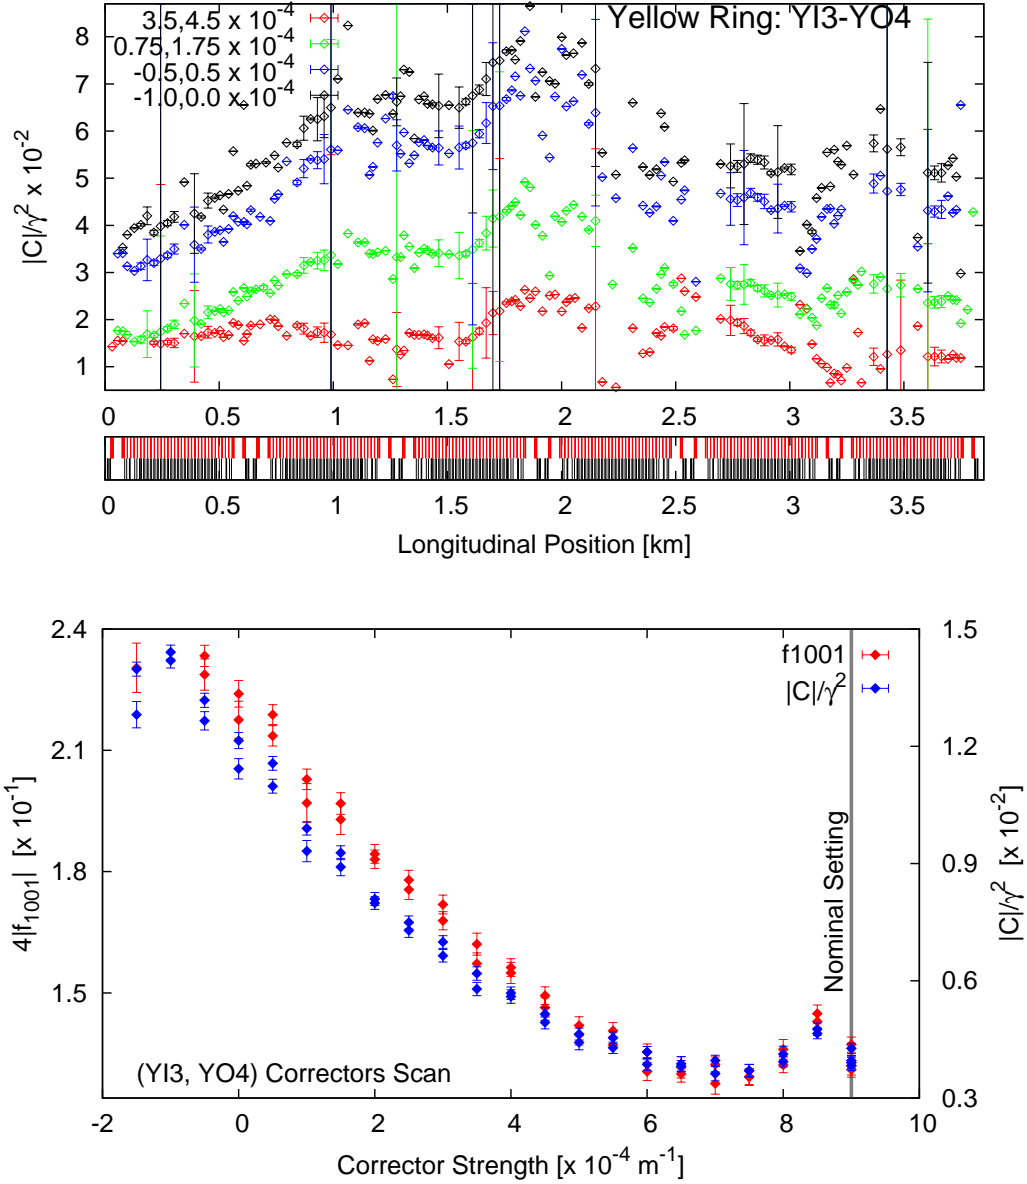 Yellow Ring: YI3-YO4
3.5,4.5 x 10-4
0.75,1.75 x 10-4
-0.5,0.5 x 10-4
-1.0,0.0 x 10-4
|C|/γ2 x 10-2
8
7
6
5
4
3
2
1
0 0.5 1 1.5 2 2.5 3 3.5
0 0.5 1 1.5 2 2.5 3 3.5
Longitudinal Position [km]
2.4
2.1
1.8
1.5
4|f1001| [x 10-1]
f1001
|C|/γ2
Nominal Setting
(YI3, YO4) Correctors Scan
1.5
1.2
0.9
0.6
0.3
|C|/γ2 [x 10-2]
-2 0 2 4 6 8 10
Corrector Strength [x 10-4 m-1]